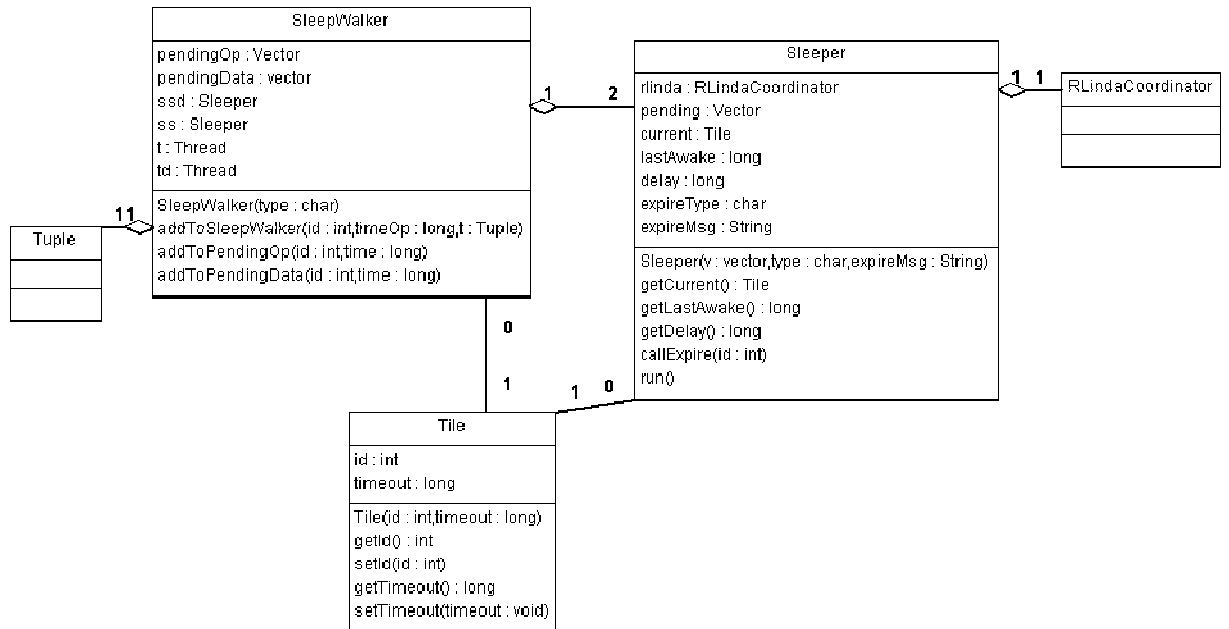 SleepWalker
pendingOp : Vector
pendingData : vector
ssd : Sleeper
ss : Sleeper
t : Thread
td : Thread
SleepWalker(type : char)
addToSleepWalker(id : int,timeOp : long,t : Tuple)
addToPendingOp(id : int,time : long)
addToPendingData(id : int,time : long)
1
2
Sleeper
rlinda : RLindaCoordinator
pending : Vector
current : Tile
lastAwake : long
delay : long
expireType : char
expireMsg : String
Sleeper(v : vector,type : char,expireMsg : String)
getCurrent() : Tile
getLastAwake() : long
getDelay() : long
callExpire(id : int)
run()
1 1
RLindaCoordinator
11
Tuple
0
1
1 0
Tile
id : int
timeout : long
Tile(id : int,timeout : long)
getId() : int
setId(id : int)
getTimeout() : long
setTimeout(timeout : void)